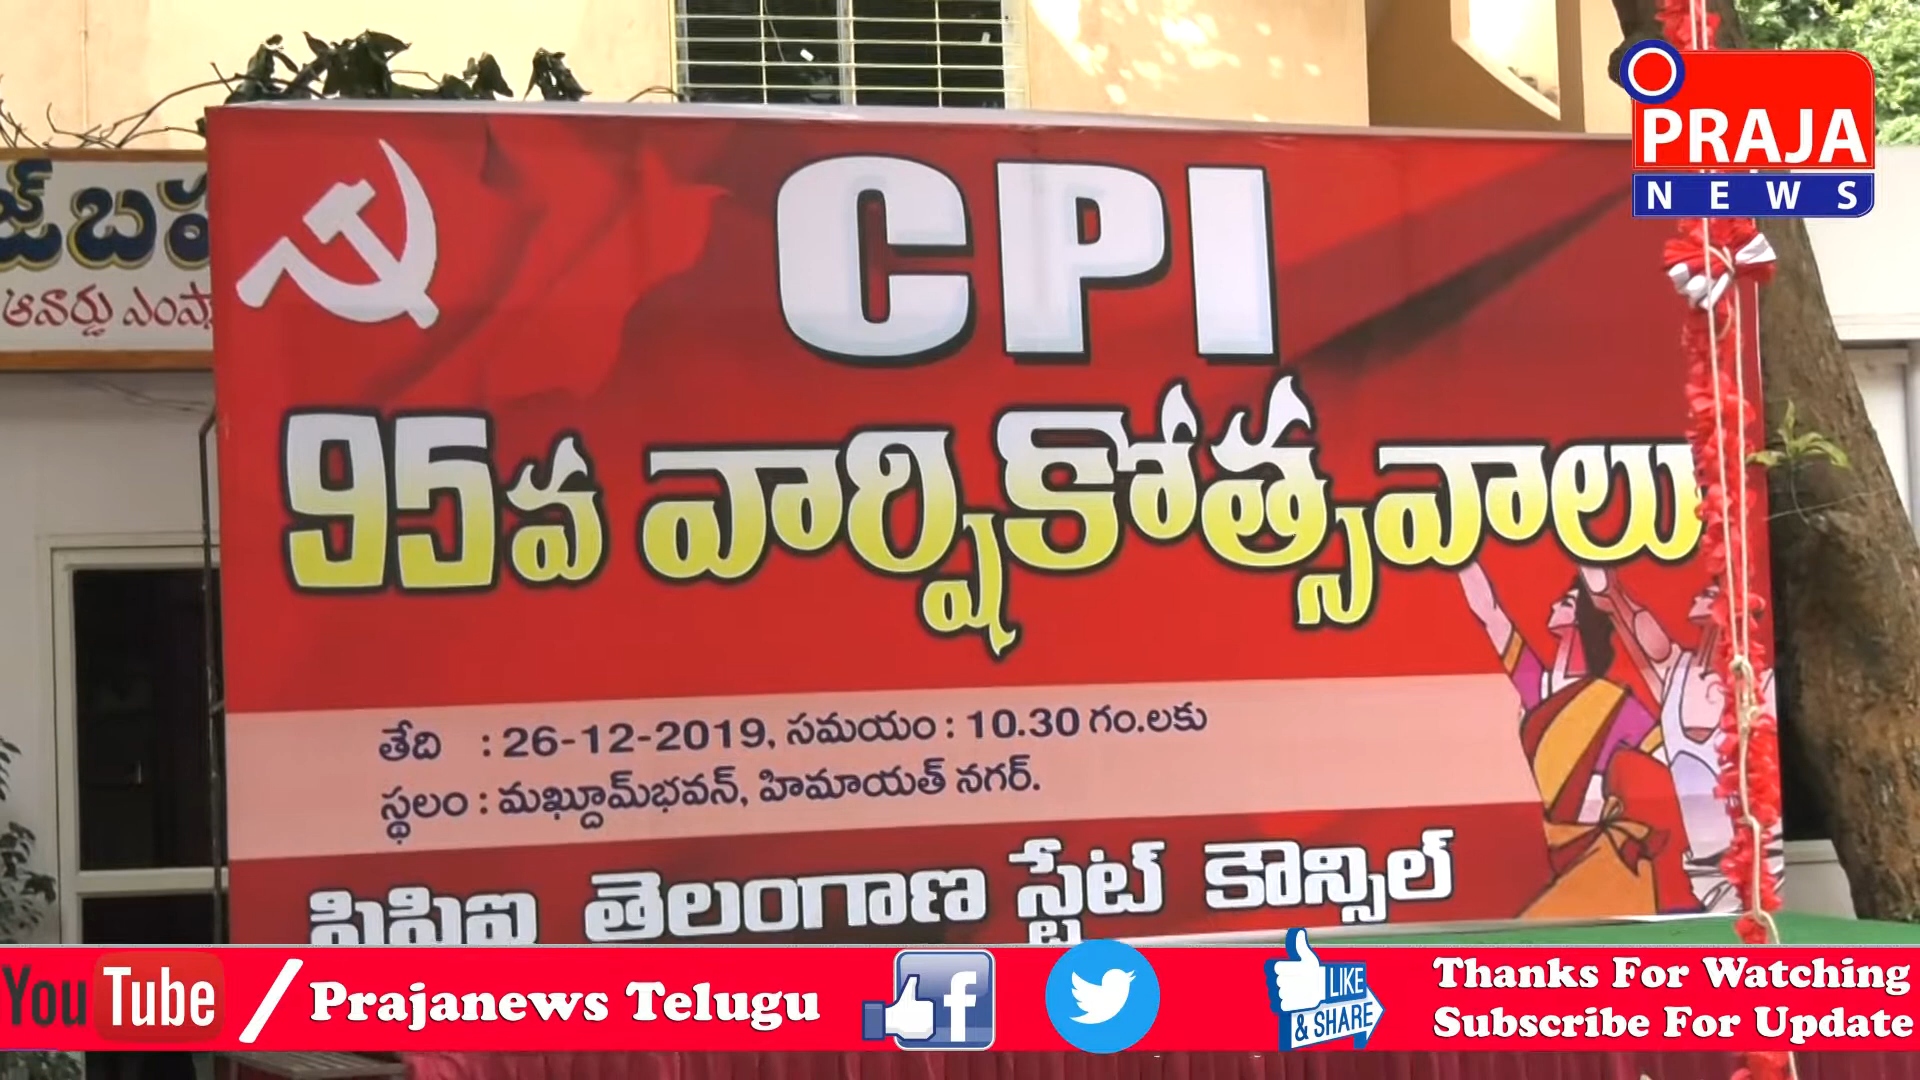 PRAJA
NEWS
ఆనార్థు సంస్థా
CPI
95వ వార్షికోత్సవాలు
తేది : 26-12-2019, సమయం : 10.30 గం.లకు
స్థలం : మఖ్దూమ్‌భవన్, హిమాయత్ నగర్.
సిపిఐ తెలంగాణ స్టేట్ కౌన్సిల్
YouTube / Prajanews Telugu
f
LIKE
& SHARE
Thanks For Watching
Subscribe For Update